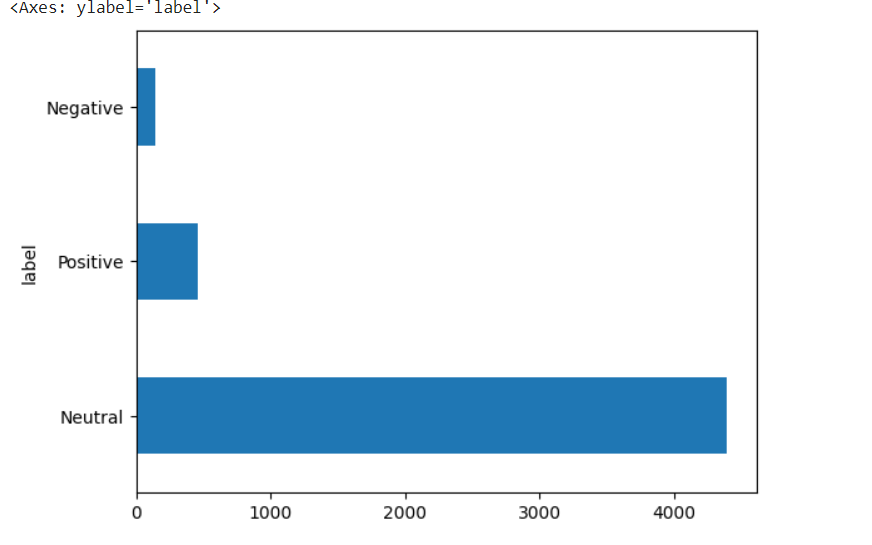 <Axes: ylabel='label'>
Negative
Positive
label
Neutral
0 1000 2000 3000 4000